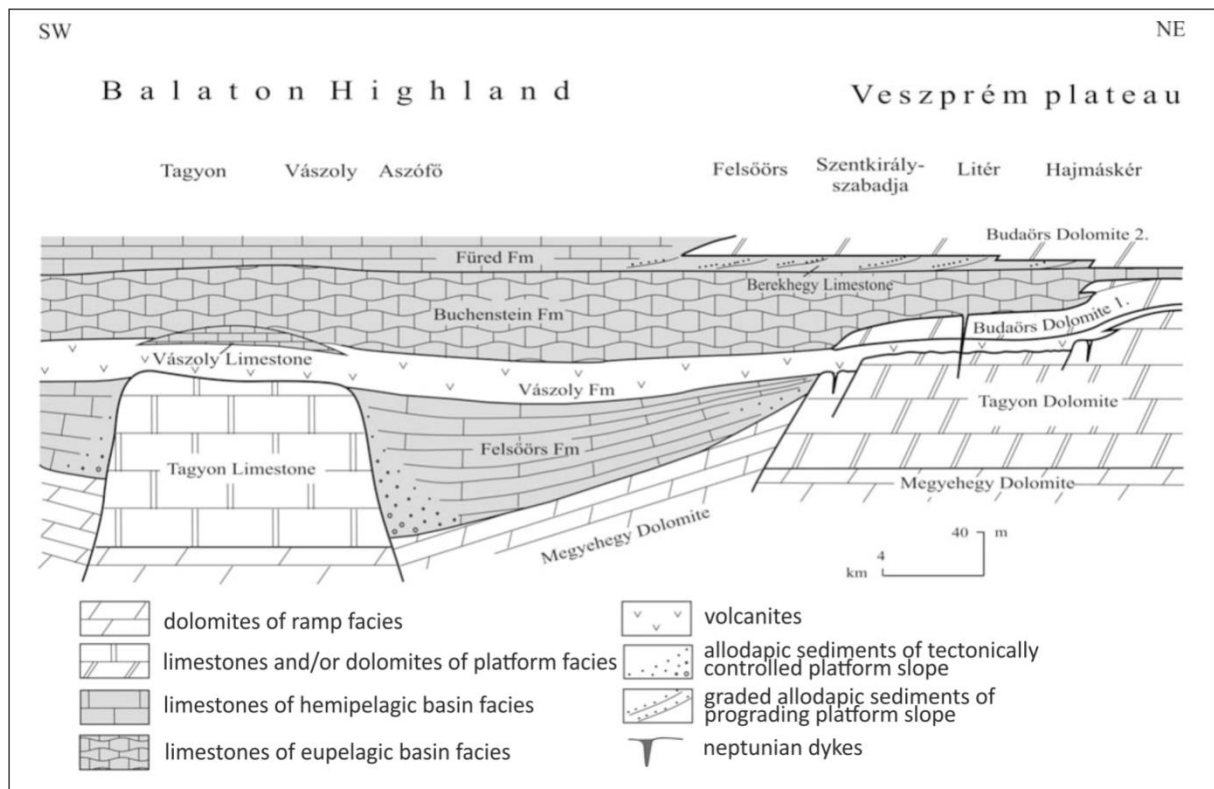 SW
NE
Balaton Highland
Veszprém plateau
Tagyon
Vászoly
Aszófő
Felsőörs
Szentkirály-
szabadja
Litér
Hajmáskér
Budaörs Dolomite 2.
Füred Fm
Berekhegy Limestone
Buchenstein Fm
Budaörs Dolomite 1.
Vászoly Limestone
Vászoly Fm
Tagyon Dolomite
Felsőörs Fm
Tagyon Limestone
Megyehegy Dolomite
Megyehegy Dolomite
40 m
4
km
dolomites of ramp facies
limestones and/or dolomites of platform facies
limestones of hemipelagic basin facies
limestones of eupelagic basin facies
volcanites
allodapic sediments of tectonically
controlled platform slope
graded allodapic sediments of
prograding platform slope
neptunian dykes